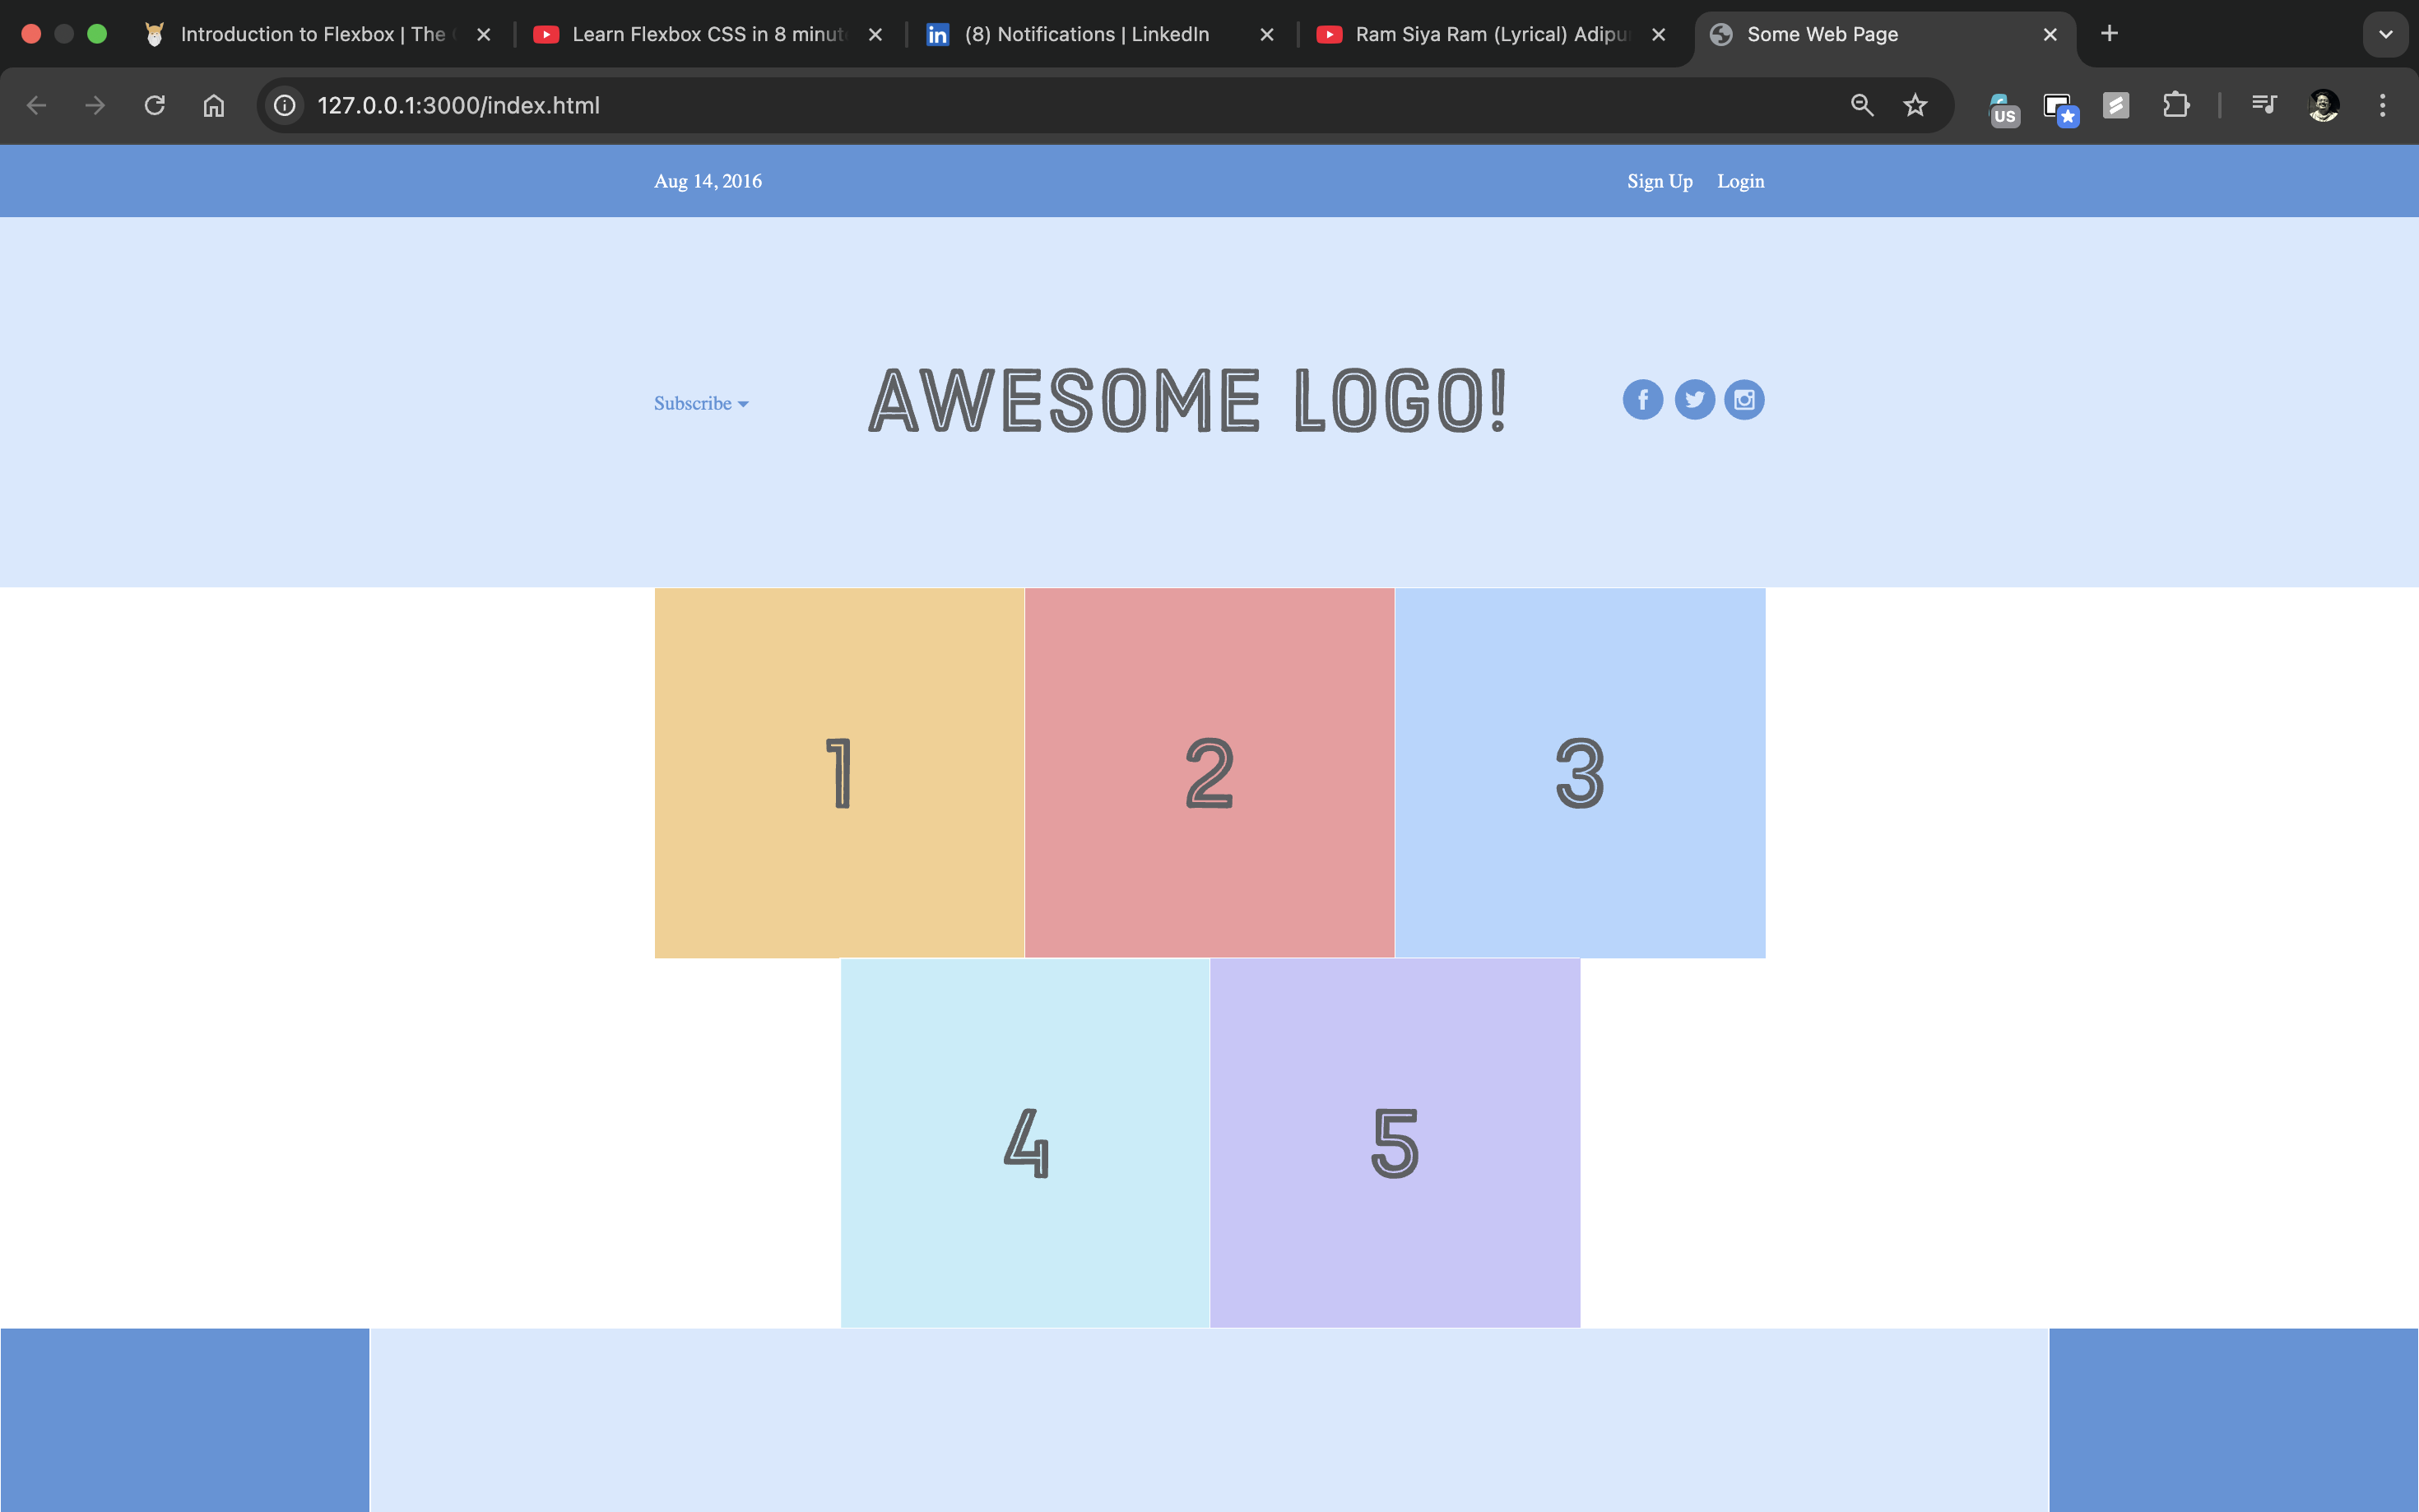 Introduction to Flexbox | The
Learn Flexbox CSS in 8 minut
(8) Notifications | LinkedIn
Ram Siya Ram (Lyrical) Adipu
Some Web Page
127.0.0.1:3000/index.html
US
Aug 14, 2016
Sign Up
Login
Subscribe
AWESOME LOGO!
1
2
3
4
5